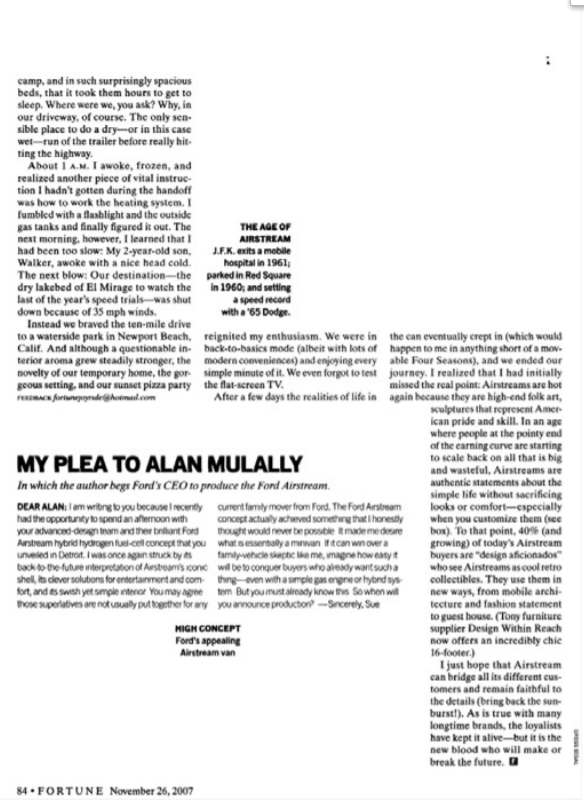 camp, and in such surprisingly spacious
beds, that it took them hours to get to
sleep. Where were we, you ask? Why, in
our driveway, of course. The only sen-
sible place to do a dry—or in this case
wet—run of the trailer before really hit-
ting the highway.
About 1 A.M. I awoke, frozen, and
realized another piece of vital instruc-
tion I hadn't gotten during the handoff
was how to work the heating system. I
fumbled with a flashlight and the outside
gas tanks and finally figured it out. The
next morning, however, I learned that I
had been too slow: My 2-year-old son,
Walker, awoke with a nice head cold.
The next blow: Our destination—the
dry lakebed of El Mirage to watch the
last of the year's speed trials—was shut
down because of 35 mph winds.
Instead we braved the ten-mile drive
to a waterside park in Newport Beach,
Calif. And although a questionable in-
terior aroma grew steadily stronger, the
novelty of our temporary home, the gor-
geous setting, and our sunset pizza party
FEEDBACK fortunejoyride@hotmail.com
THE AGE OF
AIRSTREAM
J.F.K. exits a mobile
hospital in 1961;
parked in Red Square
in 1960; and setting
a speed record
with a '65 Dodge.
reignited my enthusiasm. We were in
back-to-basics mode (albeit with lots of
modern conveniences) and enjoying every
simple minute of it. We even forgot to test
the flat-screen TV.
After a few days the realities of life in
the can eventually crept in (which would
happen to me in anything short of a mov-
able Four Seasons), and we ended our
journey. I realized that I had initially
missed the real point: Airstreams are hot
again because they are high-end folk art,
sculptures that represent Amer-
ican pride and skill. In an age
where people at the pointy end
of the earning curve are starting
to scale back on all that is big
and wasteful, Airstreams are
authentic statements about the
simple life without sacrificing
looks or comfort—especially
when you customize them (see
box). To that point, 40% (and
growing) of today's Airstream
buyers are "design aficionados"
who see Airstreams as cool retro
collectibles. They use them in
new ways, from mobile archi-
tecture and fashion statement
to guest house. (Tony furniture
supplier Design Within Reach
now offers an incredibly chic
16-footer.)
I just hope that Airstream
can bridge all its different cus-
tomers and remain faithful to
the details (bring back the sun-
burst!). As is true with many
longtime brands, the loyalists
have kept it alive—but it is the
new blood who will make or
break the future. F
MY PLEA TO ALAN MULALLY
In which the author begs Ford's CEO to produce the Ford Airstream.
DEAR ALAN: I am writing to you because I recently
had the opportunity to spend an afternoon with
your advanced-design team and their brilliant Ford
Airstream hybrid hydrogen fuel-cell concept that you
unveiled in Detroit. I was once again struck by its
back-to-the-future interpretation of Airstream's iconic
shell, its clever solutions for entertainment and com-
fort, and its swish yet simple interior. You may agree
those superlatives are not usually put together for any
current family mover from Ford. The Ford Airstream
concept actually achieved something that I honestly
thought would never be possible. It made me desire
what is essentially a minivan. If it can win over a
family-vehicle skeptic like me, imagine how easy it
will be to conquer buyers who already want such a
thing—even with a simple gas engine or hybrid sys-
tem. But you must already know this. So when will
you announce production? —Sincerely, Sue
HIGH CONCEPT
Ford's appealing
Airstream van
84 • FORTUNE November 26, 2007